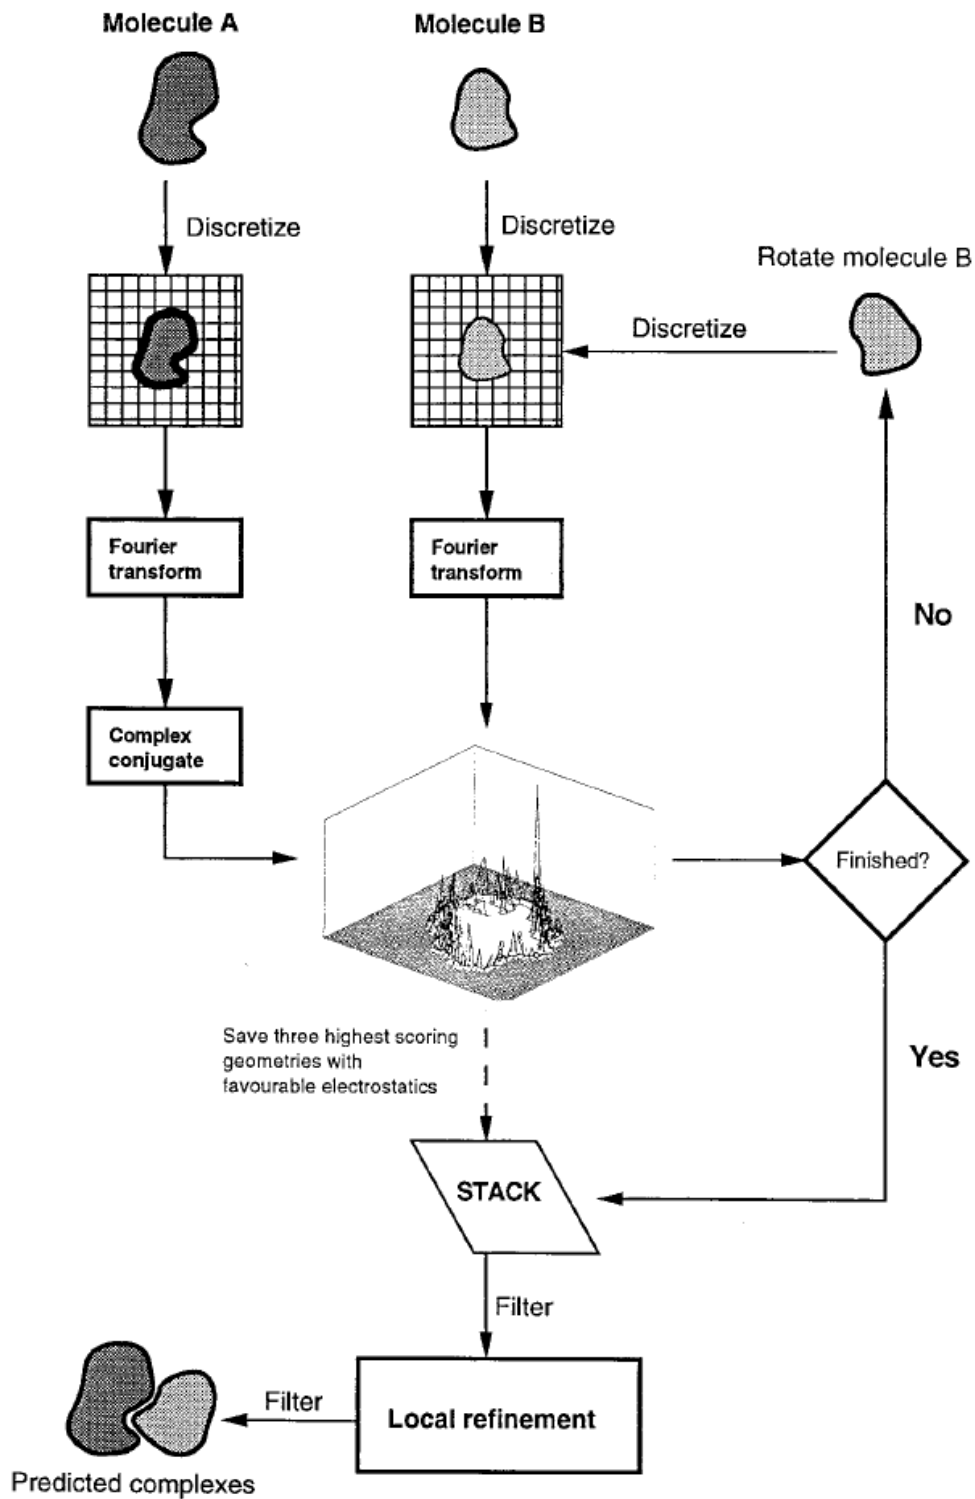 Molecule A
Molecule B
Discretize
Discretize
Rotate molecule B
Discretize
Fourier
transform
Fourier
transform
No
Complex
conjugate
Finished?
Save three highest scoring
geometries with
favourable electrostatics
Yes
STACK
Filter
Local refinement
Filter
Predicted complexes